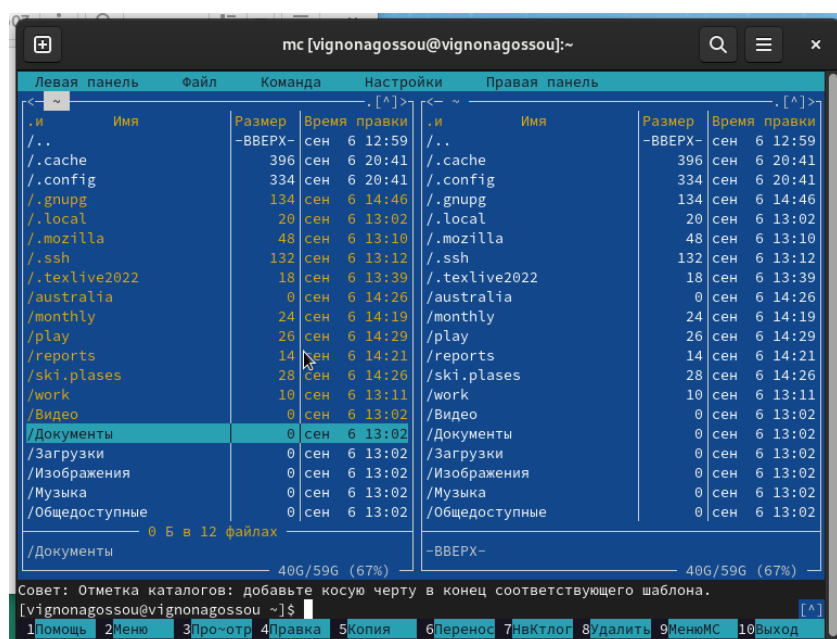 mc [vignonagossou@vignonagossou]:~
Левая панель Файл Команда Настройки Правая панель
<— ~ .[^]> <— ~ .[^]>
.и Имя Размер Время правки .и Имя Размер Время правки
/.. -ВВЕРХ- сен 6 12:59 /.. -ВВЕРХ- сен 6 12:59
/.cache 396 сен 6 20:41 /.cache 396 сен 6 20:41
/.config 334 сен 6 20:41 /.config 334 сен 6 20:41
/.gnupg 134 сен 6 14:46 /.gnupg 134 сен 6 14:46
/.local 20 сен 6 13:02 /.local 20 сен 6 13:02
/.mozilla 48 сен 6 13:10 /.mozilla 48 сен 6 13:10
/.ssh 132 сен 6 13:12 /.ssh 132 сен 6 13:12
/.texlive2022 18 сен 6 13:39 /.texlive2022 18 сен 6 13:39
/australia 0 сен 6 14:26 /australia 0 сен 6 14:26
/monthly 24 сен 6 14:19 /monthly 24 сен 6 14:19
/play 26 сен 6 14:29 /play 26 сен 6 14:29
/reports 14 сен 6 14:21 /reports 14 сен 6 14:21
/ski.plases 28 сен 6 14:26 /ski.plases 28 сен 6 14:26
/work 10 сен 6 13:11 /work 10 сен 6 13:11
/Видео 0 сен 6 13:02 /Видео 0 сен 6 13:02
/Документы 0 сен 6 13:02 /Документы 0 сен 6 13:02
/Загрузки 0 сен 6 13:02 /Загрузки 0 сен 6 13:02
/Изображения 0 сен 6 13:02 /Изображения 0 сен 6 13:02
/Музыка 0 сен 6 13:02 /Музыка 0 сен 6 13:02
/Общедоступные 0 сен 6 13:02 /Общедоступные 0 сен 6 13:02
0 Б в 12 файлах
/Документы -ВВЕРХ-
40G/59G (67%) 40G/59G (67%)
Совет: Отметка каталогов: добавьте косую черту в конец соответствующего шаблона.
[vignonagossou@vignonagossou ~]$ [^]
1Помощь 2Меню 3Про~отр 4Правка 5Копия 6Перенос 7НвКтлог 8Удалить 9МенюMC 10Выход